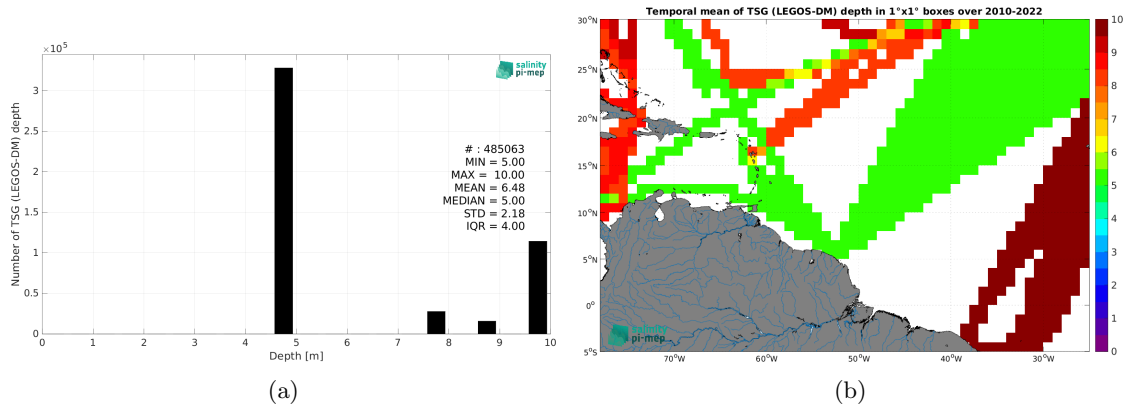 ×10⁵
3
2.5
2
1.5
1
0.5
0
Number of TSG (LEGOS-DM) depth
salinity
pi-mep
# : 485063
MIN = 5.00
MAX = 10.00
MEAN = 6.48
MEDIAN = 5.00
STD = 2.18
IQR = 4.00
0 1 2 3 4 5 6 7 8 9 10
Depth [m]
(a)
Temporal mean of TSG (LEGOS-DM) depth in 1°x1° boxes over 2010-2022
30°N
25°N
20°N
15°N
10°N
5°N
0°
5°S
70°W 60°W 50°W 40°W 30°W
salinity
pi-mep
10
9
8
7
6
5
4
3
2
1
0
(b)